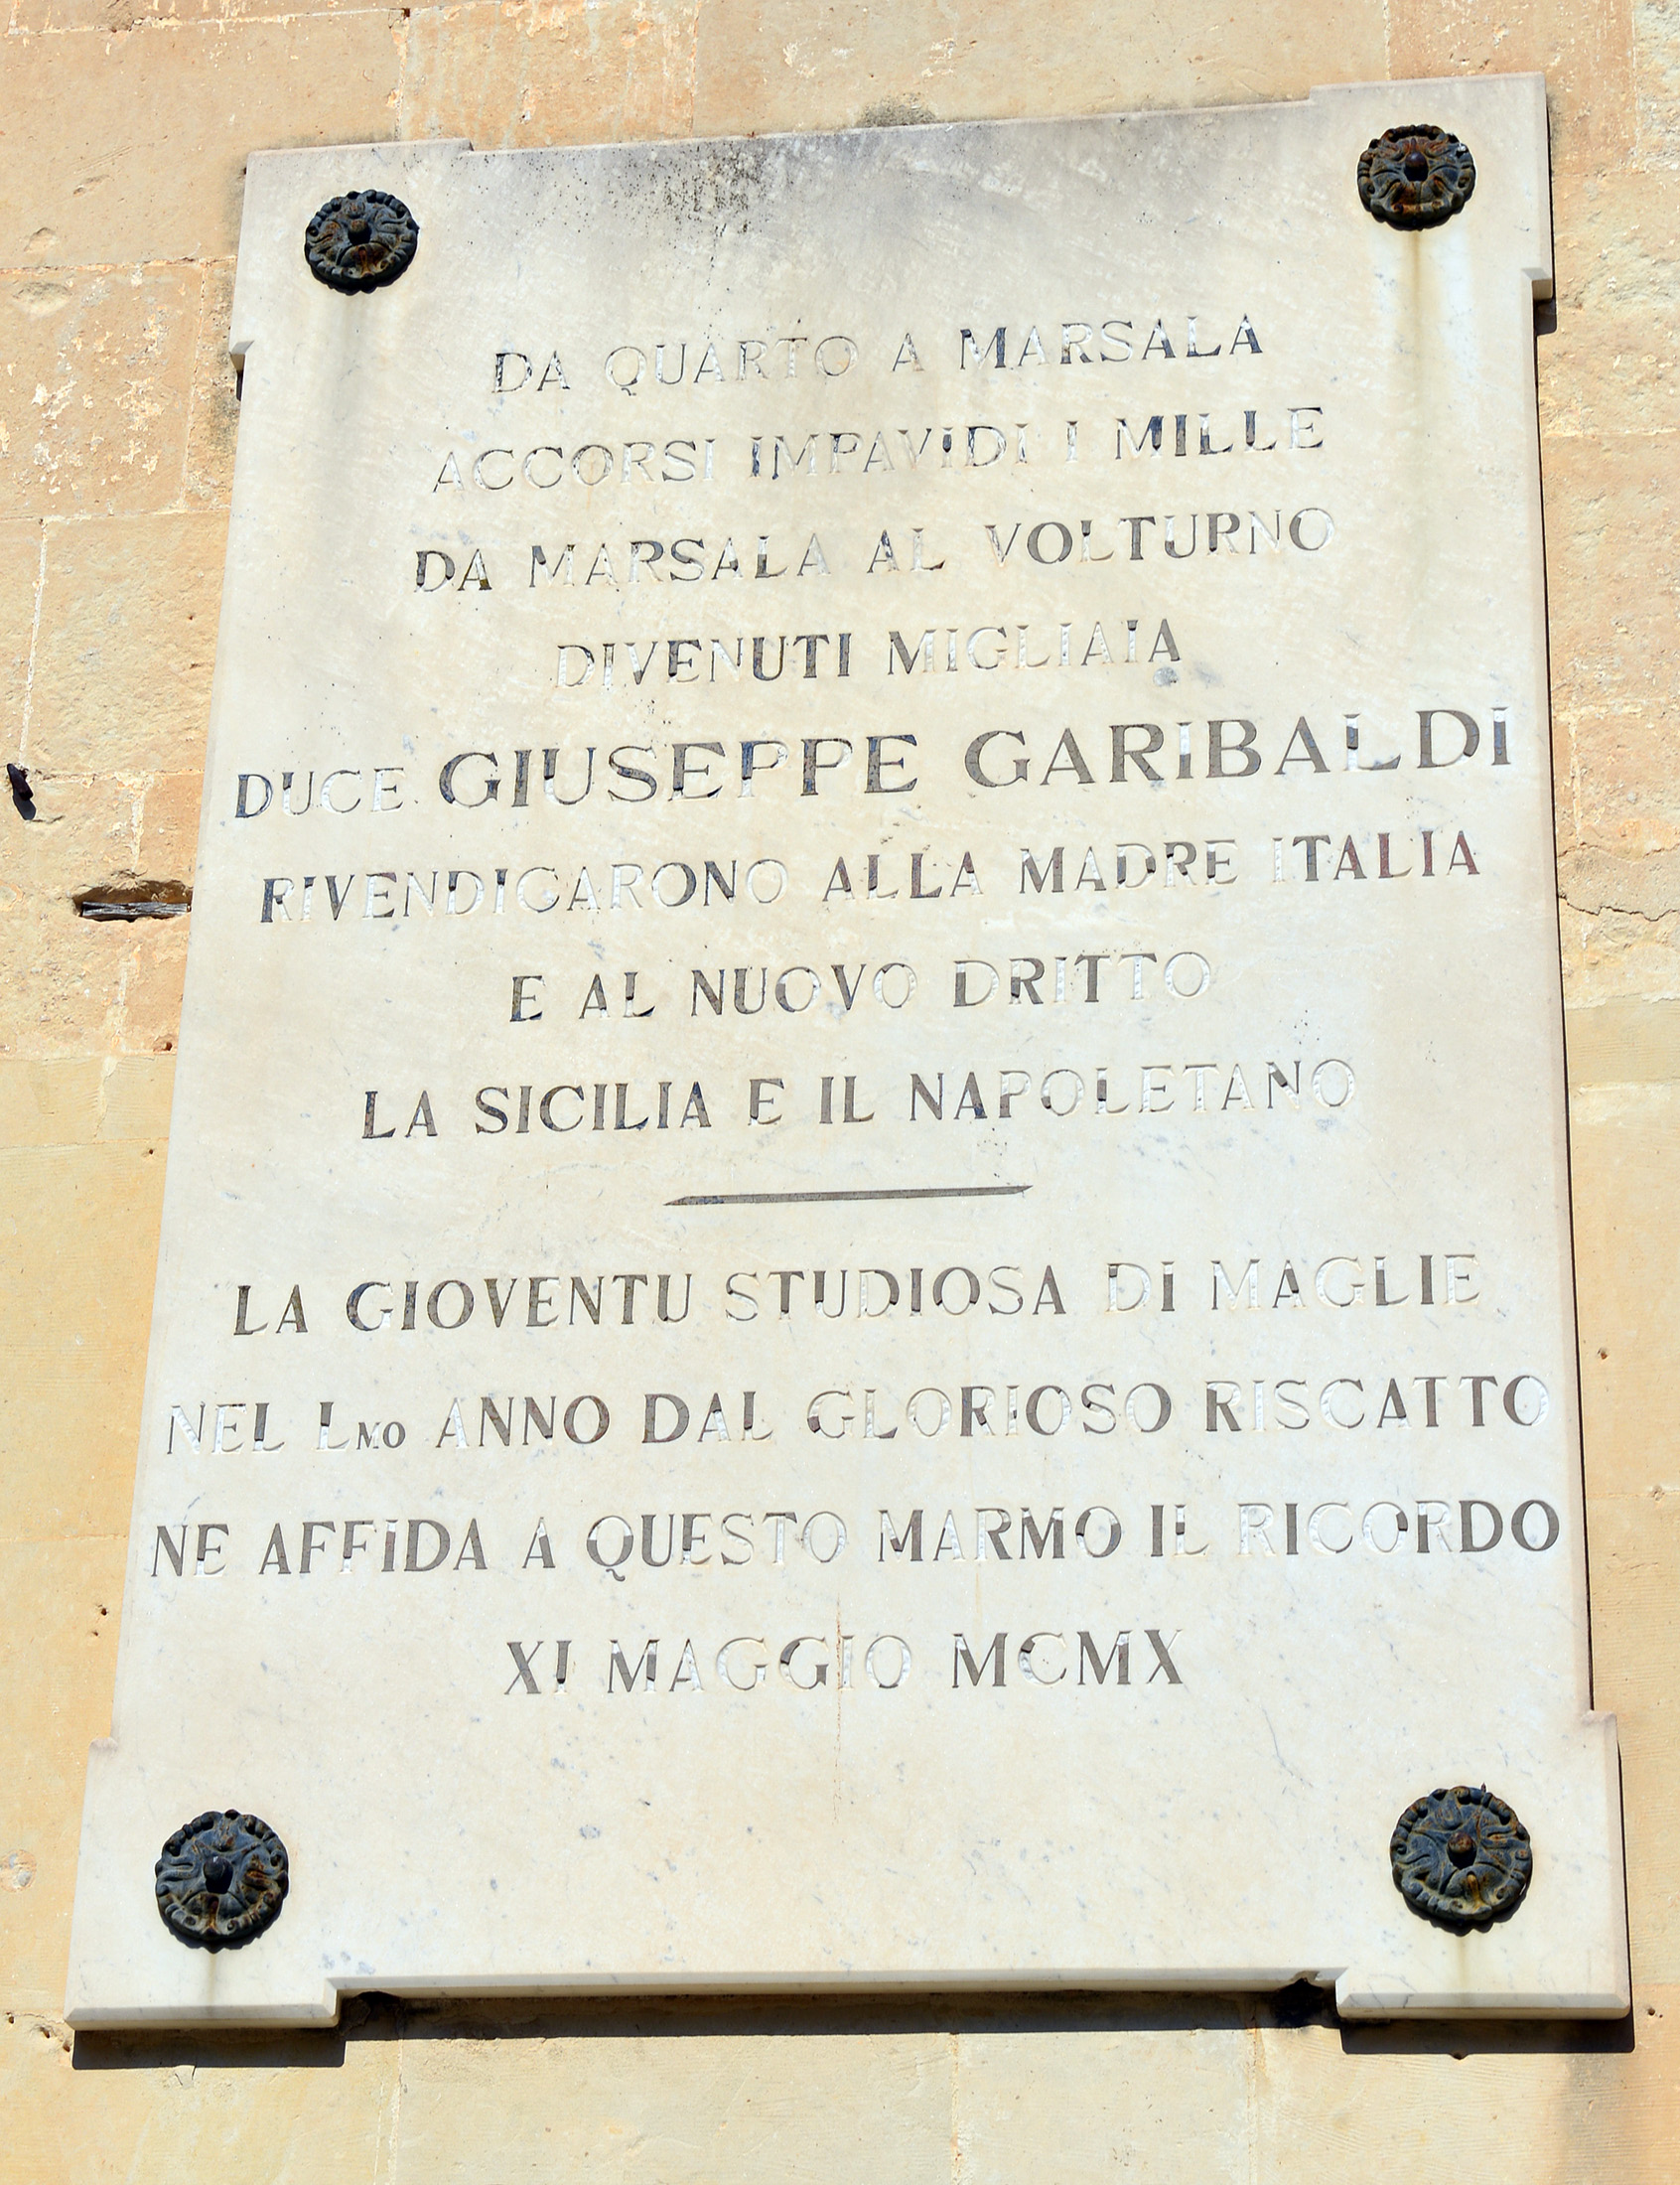 DA QUARTO A MARSALA
ACCORSI IMPAVIDI I MILLE
DA MARSALA AL VOLTURNO
DIVENUTI MIGLIAIA
DUCE GIUSEPPE GARIBALDI
RIVENDICARONO ALLA MADRE ITALIA
E AL NUOVO DRITTO
LA SICILIA E IL NAPOLETANO
LA GIOVENTU STUDIOSA DI MAGLIE
NEL LMO ANNO DAL GLORIOSO RISCATTO
NE AFFIDA A QUESTO MARMO IL RICORDO
XI MAGGIO MCMX